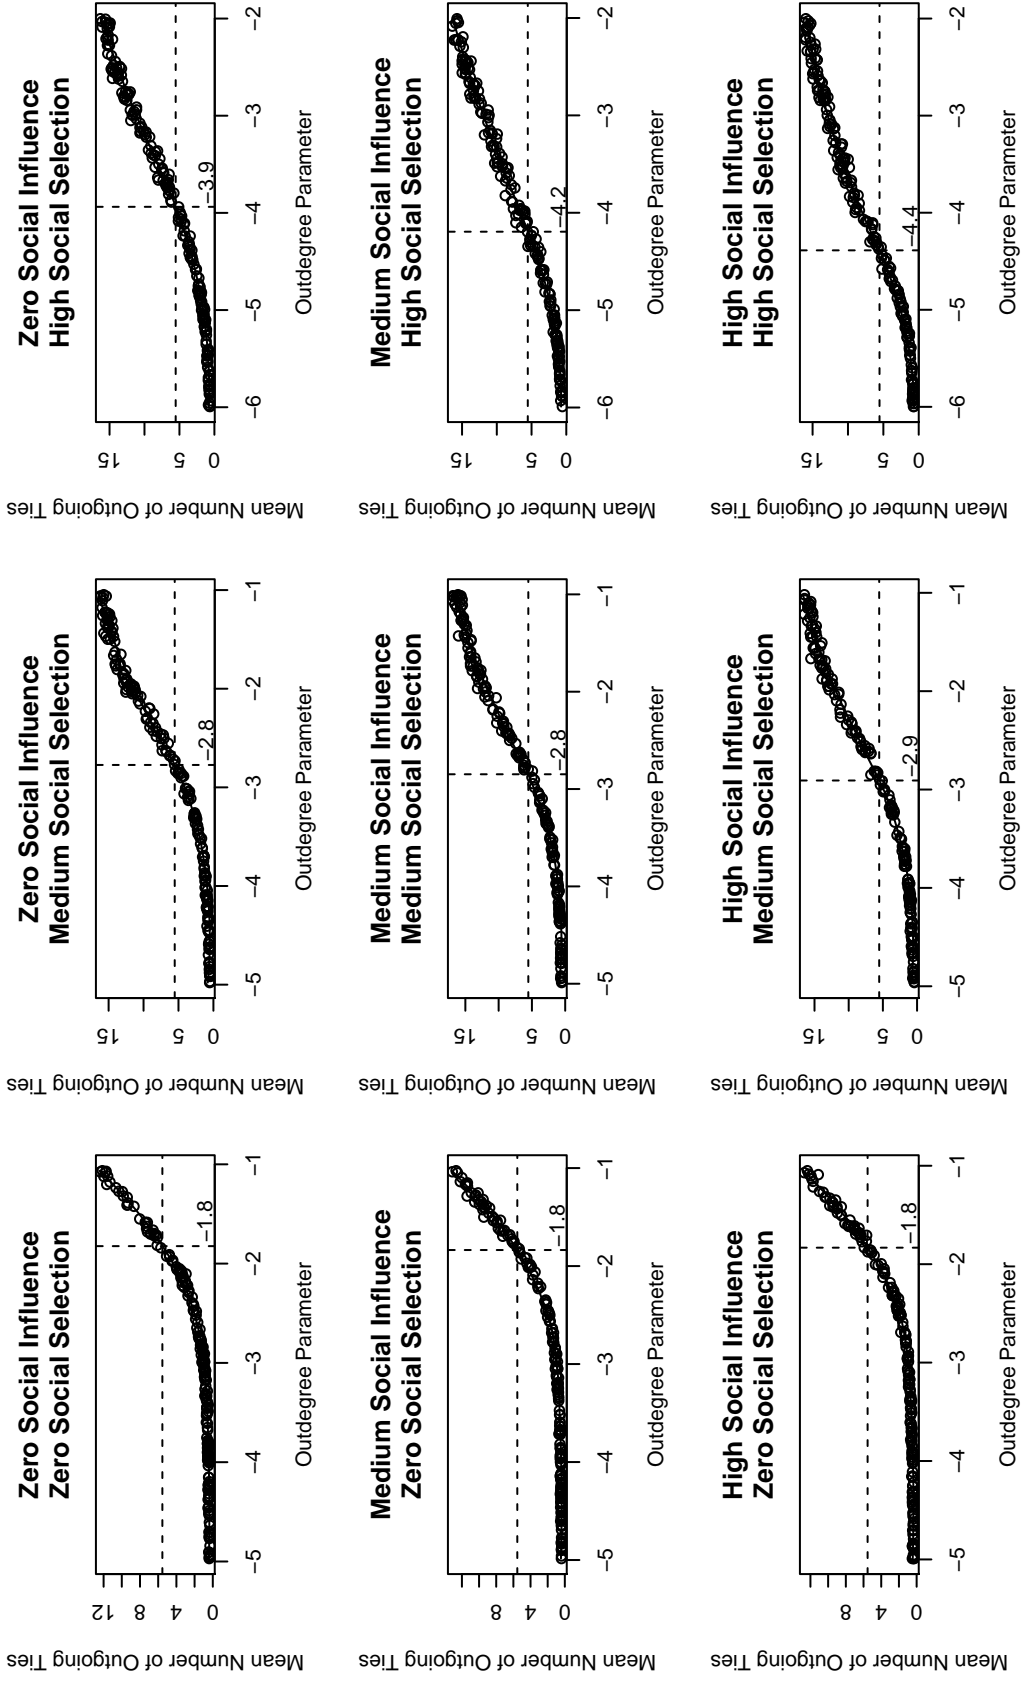 Zero Social Influence
Zero Social Selection
Mean Number of Outgoing Ties
0 4 8 12
−1.8
−5 −4 −3 −2 −1
Outdegree Parameter
Zero Social Influence
Medium Social Selection
Mean Number of Outgoing Ties
0 5 15
−2.8
−5 −4 −3 −2 −1
Outdegree Parameter
Zero Social Influence
High Social Selection
Mean Number of Outgoing Ties
0 5 15
−3.9
−6 −5 −4 −3 −2
Outdegree Parameter
Medium Social Influence
Zero Social Selection
Mean Number of Outgoing Ties
0 4 8
−1.8
−5 −4 −3 −2 −1
Outdegree Parameter
Medium Social Influence
Medium Social Selection
Mean Number of Outgoing Ties
0 5 15
−2.8
−5 −4 −3 −2 −1
Outdegree Parameter
Medium Social Influence
High Social Selection
Mean Number of Outgoing Ties
0 5 15
−4.2
−6 −5 −4 −3 −2
Outdegree Parameter
High Social Influence
Zero Social Selection
Mean Number of Outgoing Ties
0 4 8
−1.8
−5 −4 −3 −2 −1
Outdegree Parameter
High Social Influence
Medium Social Selection
Mean Number of Outgoing Ties
0 5 15
−2.9
−5 −4 −3 −2 −1
Outdegree Parameter
High Social Influence
High Social Selection
Mean Number of Outgoing Ties
0 5 15
−4.4
−6 −5 −4 −3 −2
Outdegree Parameter